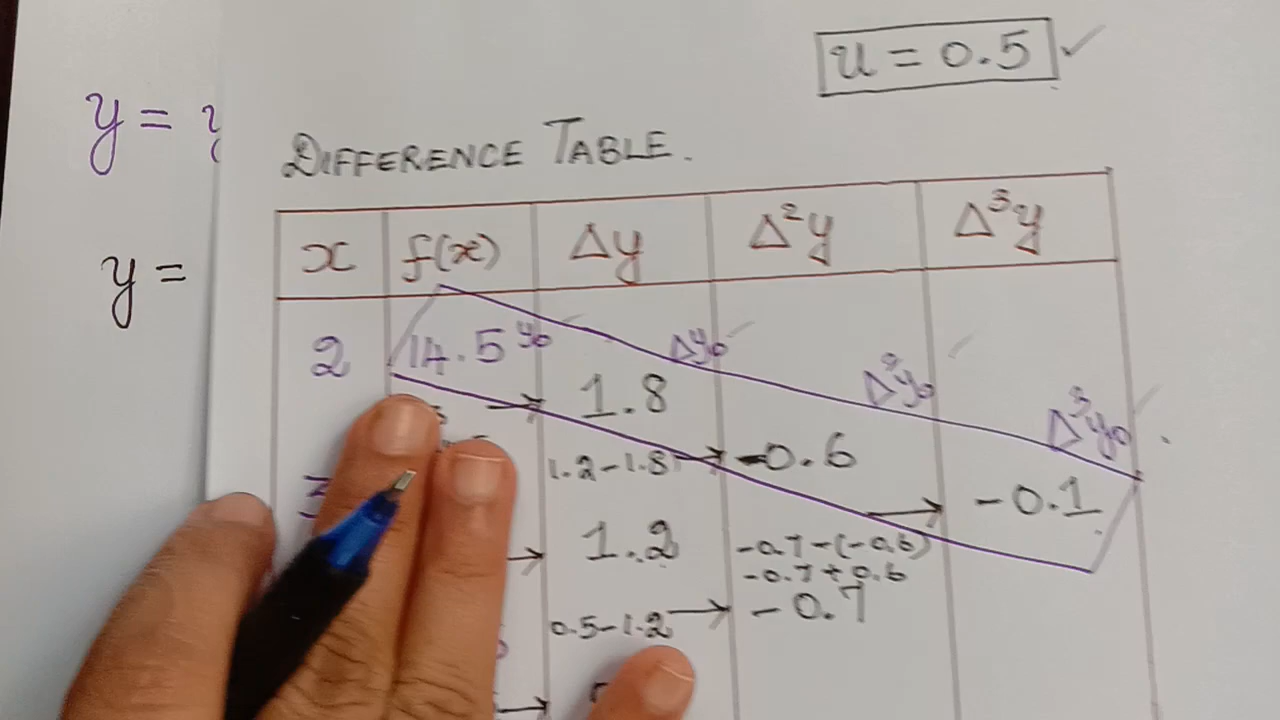 u = 0.5 ✓
y =
y =
DIFFERENCE TABLE.
x f(x) Δy Δ²y Δ³y
2 14.5 y₀ Δy₀ Δ²y₀ Δ³y₀
→ 1.8
1.2-1.8 → -0.6
3 → -0.1
→ 1.2 -0.7-(-0.6)
-0.7+0.6
0.5-1.2 → -0.7